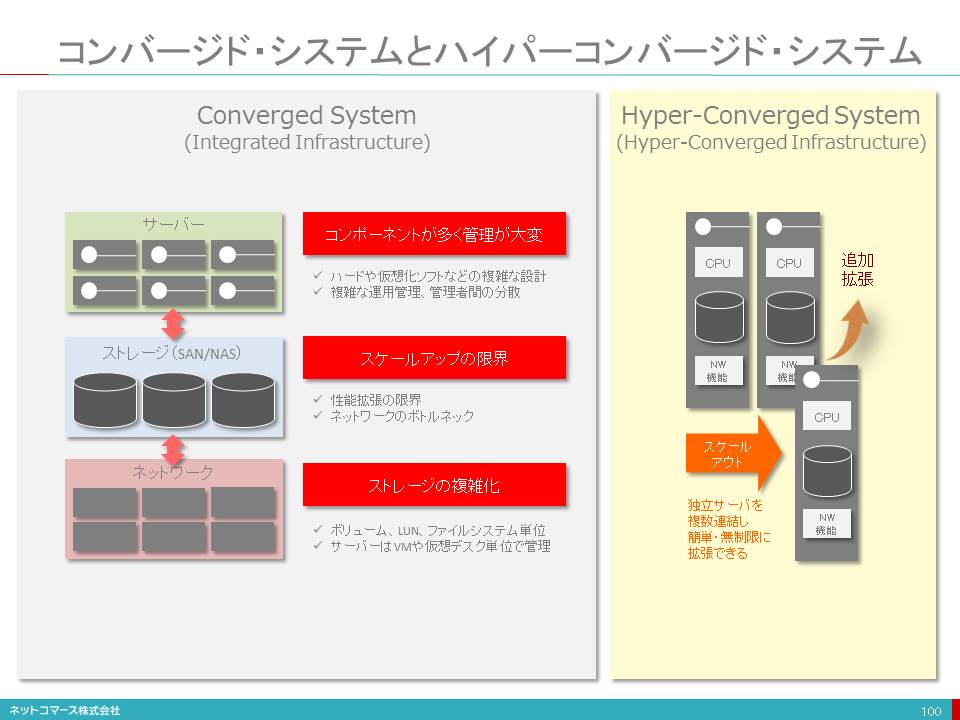 コンバージド・システムとハイパーコンバージド・システム
Converged System
(Integrated Infrastructure)
サーバー
ストレージ(SAN/NAS)
ネットワーク
コンポーネントが多く管理が大変
✓ ハードや仮想化ソフトなどの複雑な設計
✓ 複雑な運用管理、管理者間の分散
スケールアップの限界
✓ 性能拡張の限界
✓ ネットワークのボトルネック
ストレージの複雑化
✓ ボリューム、LUN、ファイルシステム単位
✓ サーバーはVMや仮想デスク単位で管理
Hyper-Converged System
(Hyper-Converged Infrastructure)
CPU
NW
機能
CPU
NW
機能
追加
拡張
CPU
NW
機能
スケール
アウト
独立サーバを
複数連結し
簡単・無制限に
拡張できる
ネットコマース株式会社
100